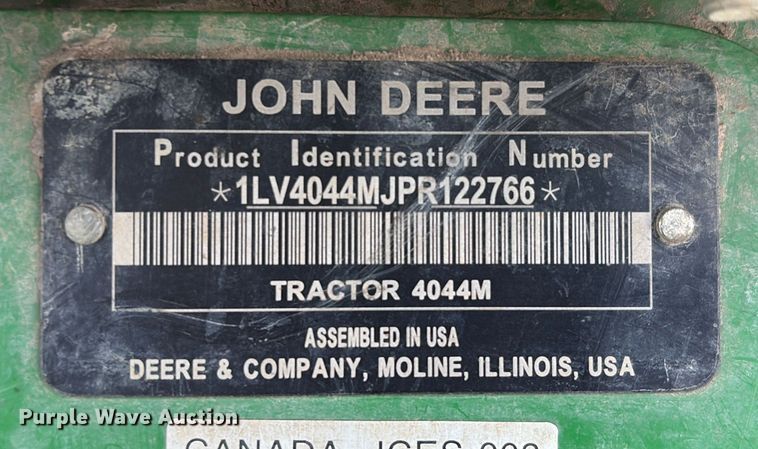 JOHN DEERE
Product Identification Number
*1LV4044MJPR122766*
TRACTOR 4044M
ASSEMBLED IN USA
DEERE & COMPANY, MOLINE, ILLINOIS, USA
Purple Wave Auction
CANADA